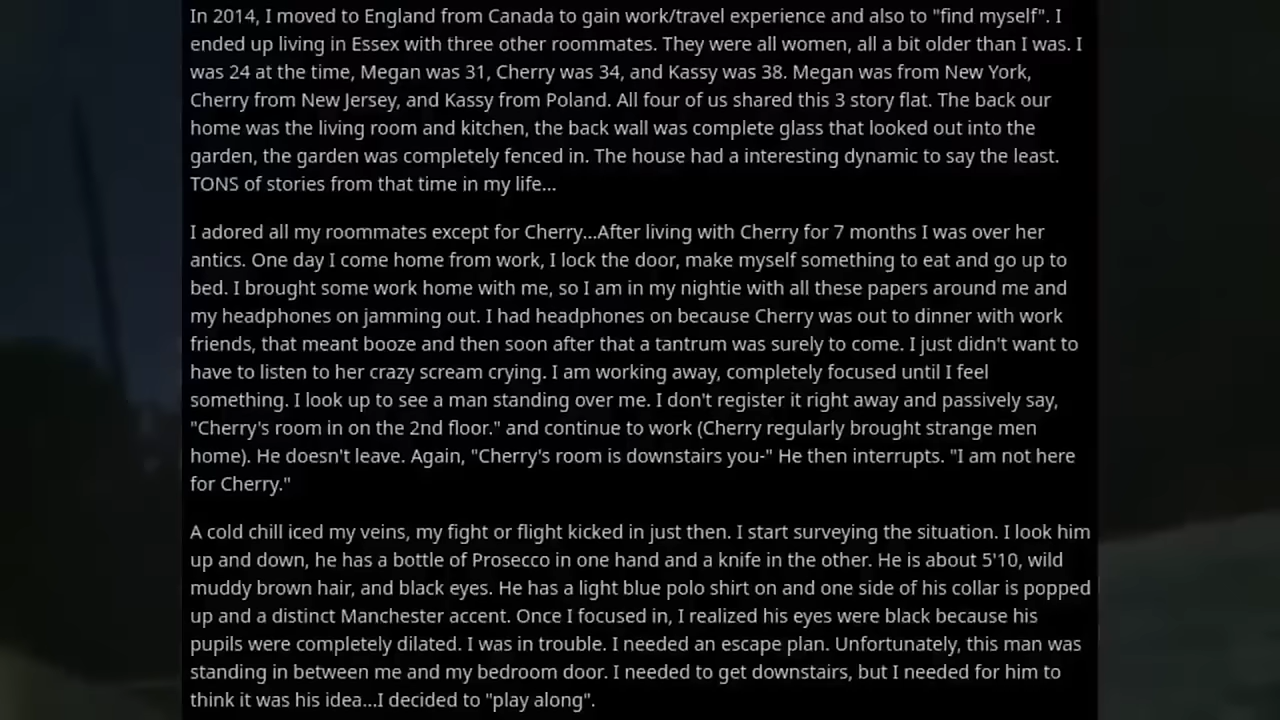 In 2014, I moved to England from Canada to gain work/travel experience and also to "find myself". I
ended up living in Essex with three other roommates. They were all women, all a bit older than I was. I
was 24 at the time, Megan was 31, Cherry was 34, and Kassy was 38. Megan was from New York,
Cherry from New Jersey, and Kassy from Poland. All four of us shared this 3 story flat. The back our
home was the living room and kitchen, the back wall was complete glass that looked out into the
garden, the garden was completely fenced in. The house had a interesting dynamic to say the least.
TONS of stories from that time in my life...
I adored all my roommates except for Cherry...After living with Cherry for 7 months I was over her
antics. One day I come home from work, I lock the door, make myself something to eat and go up to
bed. I brought some work home with me, so I am in my nightie with all these papers around me and
my headphones on jamming out. I had headphones on because Cherry was out to dinner with work
friends, that meant booze and then soon after that a tantrum was surely to come. I just didn't want to
have to listen to her crazy scream crying. I am working away, completely focused until I feel
something. I look up to see a man standing over me. I don't register it right away and passively say,
"Cherry's room in on the 2nd floor." and continue to work (Cherry regularly brought strange men
home). He doesn't leave. Again, "Cherry's room is downstairs you-" He then interrupts. "I am not here
for Cherry."
A cold chill iced my veins, my fight or flight kicked in just then. I start surveying the situation. I look him
up and down, he has a bottle of Prosecco in one hand and a knife in the other. He is about 5'10, wild
muddy brown hair, and black eyes. He has a light blue polo shirt on and one side of his collar is popped
up and a distinct Manchester accent. Once I focused in, I realized his eyes were black because his
pupils were completely dilated. I was in trouble. I needed an escape plan. Unfortunately, this man was
standing in between me and my bedroom door. I needed to get downstairs, but I needed for him to
think it was his idea...I decided to "play along".